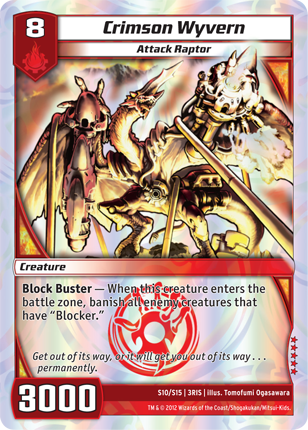 8
Crimson Wyvern
Attack Raptor
Creature
Block Buster — When this creature enters the
battle zone, banish all enemy creatures that
have “Blocker.”
Get out of its way, or it will get you out of its way . . .
permanently.
3000
S10/S15 | 3RIS | Illus. Tomofumi Ogasawara
TM & © 2012 Wizards of the Coast/Shogakukan/Mitsui-Kids.